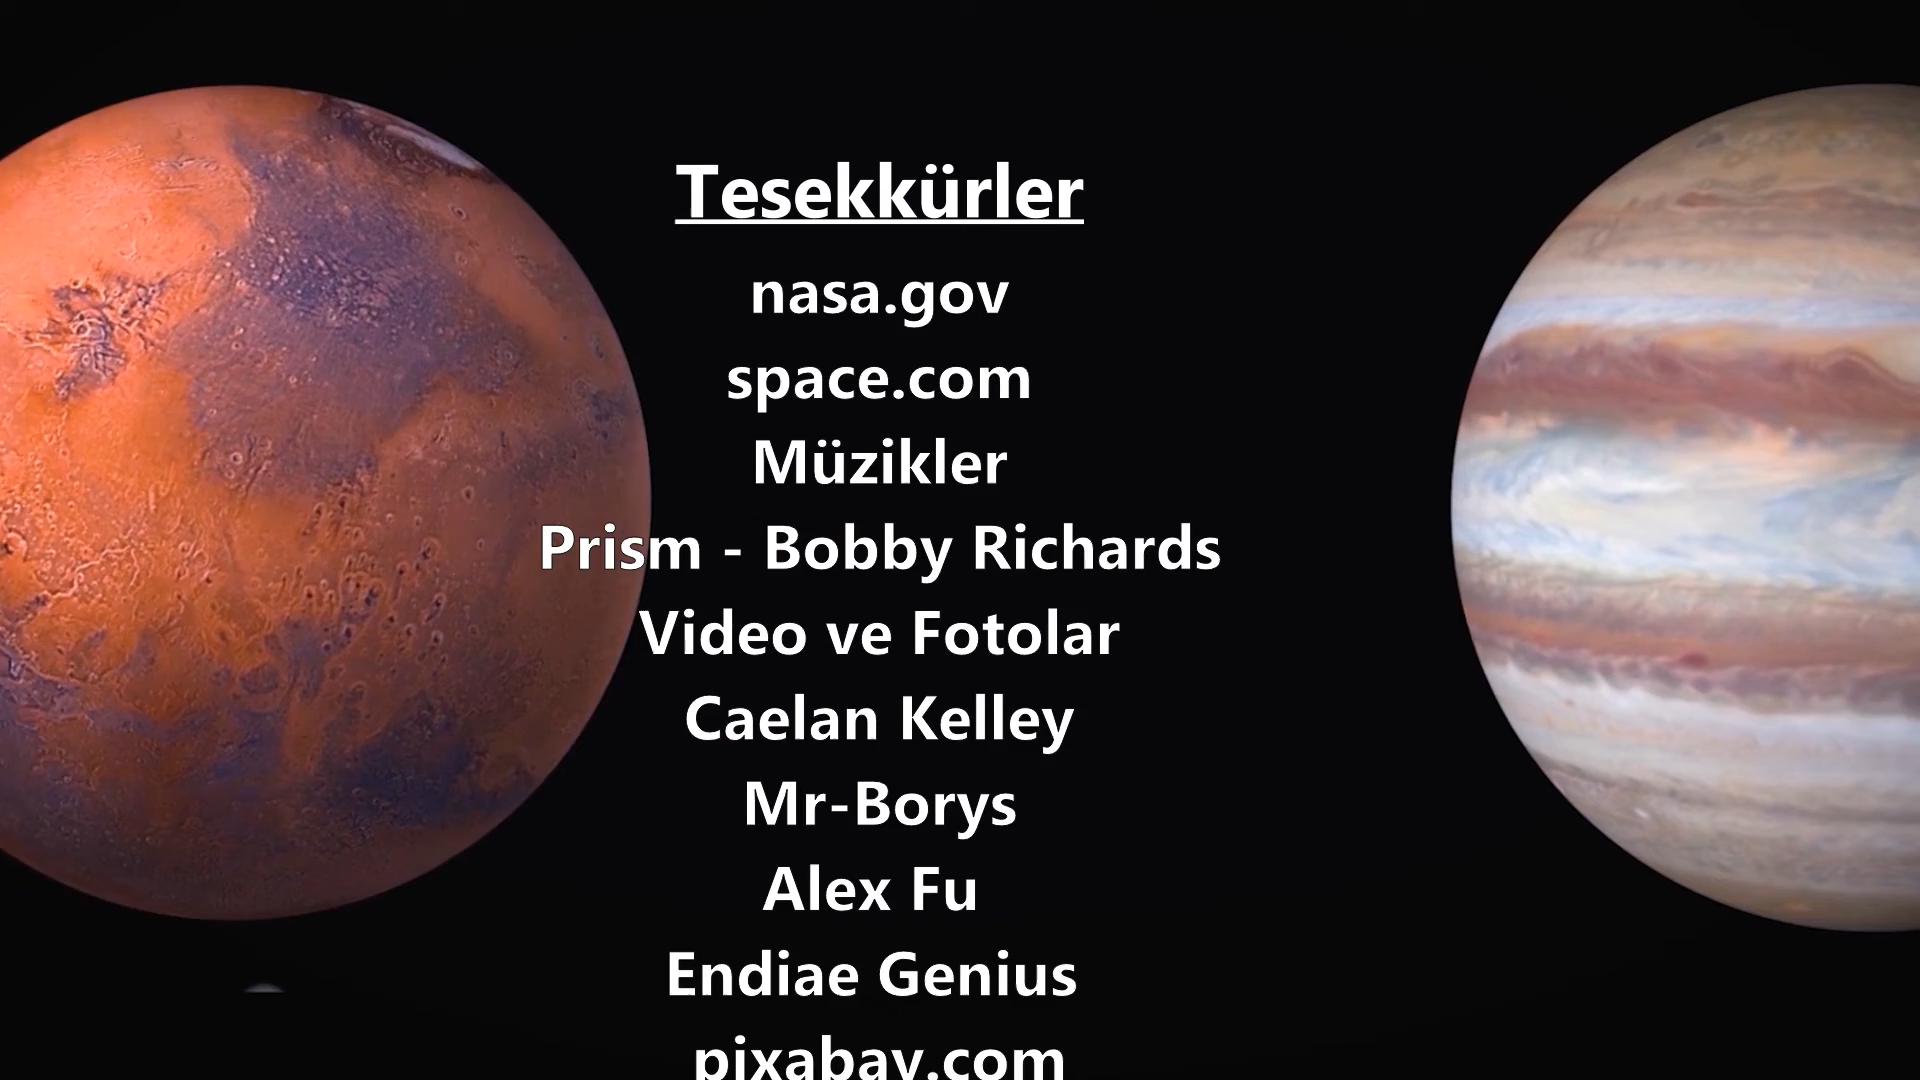 Tesekkürler
nasa.gov
space.com
Müzikler
Prism - Bobby Richards
Video ve Fotolar
Caelan Kelley
Mr-Borys
Alex Fu
Endiae Genius
pixabay.com